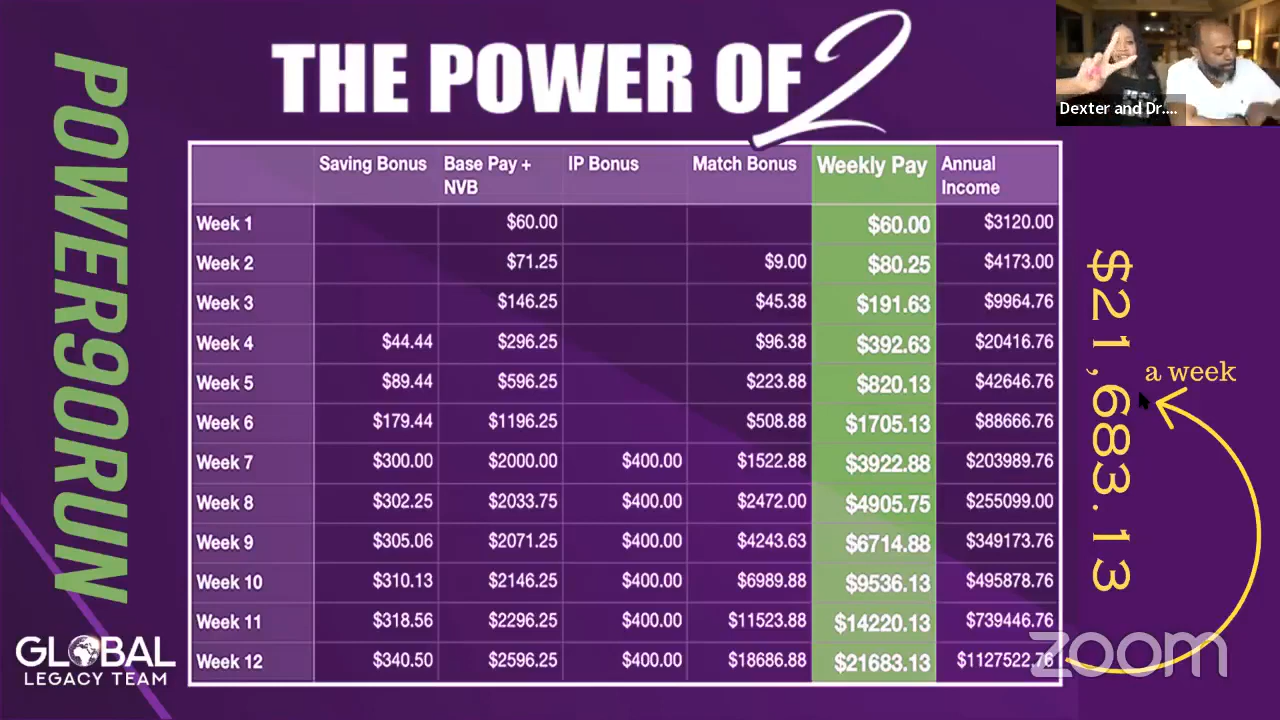 THE POWER OF 2
Dexter and Dr....
POWER90RUN
Saving Bonus Base Pay + NVB IP Bonus Match Bonus Weekly Pay Annual Income
Week 1 $60.00 $60.00 $3120.00
Week 2 $71.25 $9.00 $80.25 $4173.00
Week 3 $146.25 $45.38 $191.63 $9964.76
Week 4 $44.44 $296.25 $96.38 $392.63 $20416.76
Week 5 $89.44 $596.25 $223.88 $820.13 $42646.76
Week 6 $179.44 $1196.25 $508.88 $1705.13 $88666.76
Week 7 $300.00 $2000.00 $400.00 $1522.88 $3922.88 $203989.76
Week 8 $302.25 $2033.75 $400.00 $2472.00 $4905.75 $255099.00
Week 9 $305.06 $2071.25 $400.00 $4243.63 $6714.88 $349173.76
Week 10 $310.13 $2146.25 $400.00 $6989.88 $9536.13 $495878.76
Week 11 $318.56 $2296.25 $400.00 $11523.88 $14220.13 $739446.76
Week 12 $340.50 $2596.25 $400.00 $18686.88 $21683.13 $1127522.76
$21,683.13
a week
GLOBAL
LEGACY TEAM
zoom